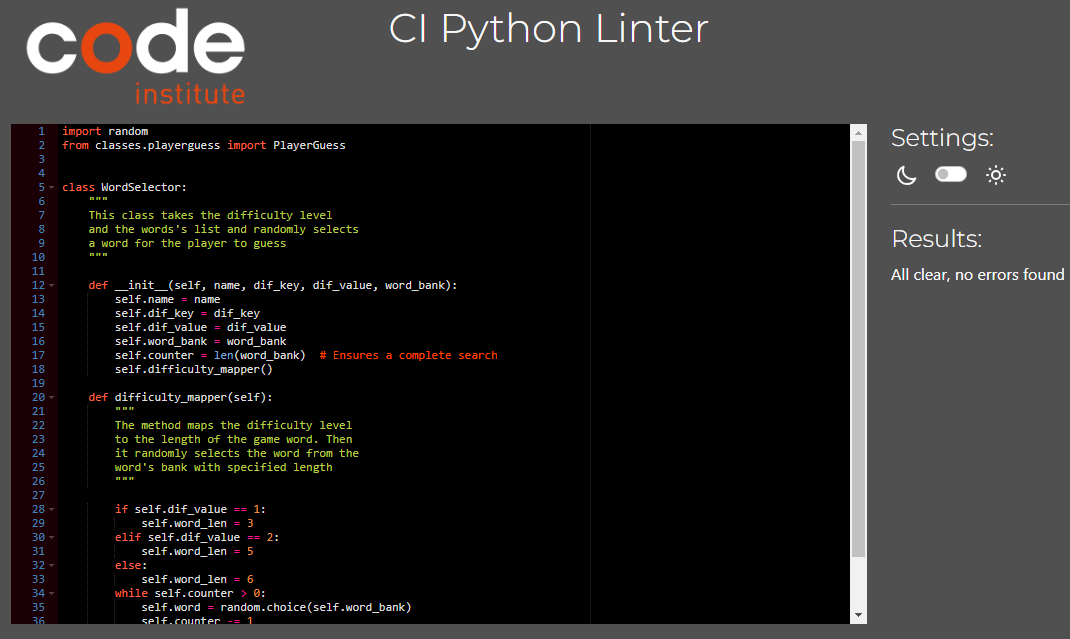 code
institute
CI Python Linter
1 import random
2 from classes.playerguess import PlayerGuess
3
4
5 class WordSelector:
6     """
7     This class takes the difficulty level
8     and the words's list and randomly selects
9     a word for the player to guess
10     """
11
12     def __init__(self, name, dif_key, dif_value, word_bank):
13         self.name = name
14         self.dif_key = dif_key
15         self.dif_value = dif_value
16         self.word_bank = word_bank
17         self.counter = len(word_bank)  # Ensures a complete search
18         self.difficulty_mapper()
19
20     def difficulty_mapper(self):
21         """
22         The method maps the difficulty level
23         to the length of the game word. Then
24         it randomly selects the word from the
25         word's bank with specified length
26         """
27
28         if self.dif_value == 1:
29             self.word_len = 3
30         elif self.dif_value == 2:
31             self.word_len = 5
32         else:
33             self.word_len = 6
34         while self.counter > 0:
35             self.word = random.choice(self.word_bank)
36             self.counter -= 1
Settings:
Results:
All clear, no errors found